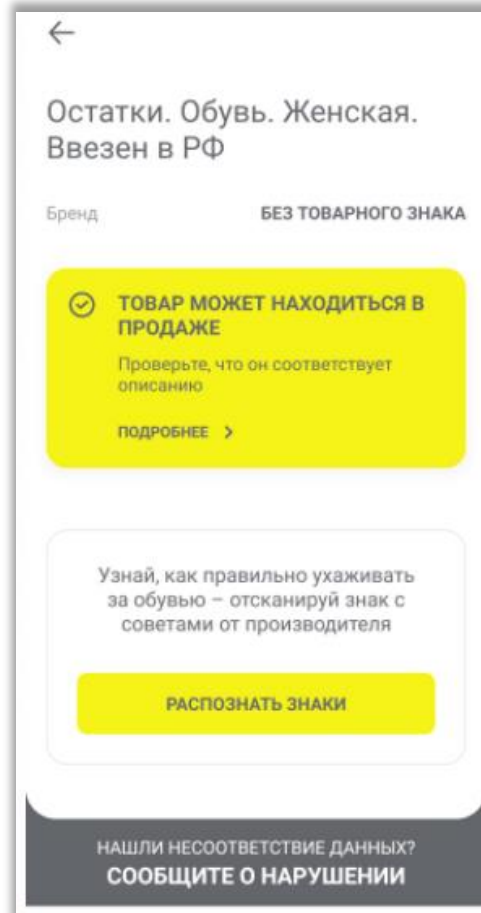 Остатки. Обувь. Женская.
Ввезен в РФ
Бренд БЕЗ ТОВАРНОГО ЗНАКА
ТОВАР МОЖЕТ НАХОДИТЬСЯ В
ПРОДАЖЕ
Проверьте, что он соответствует
описанию
ПОДРОБНЕЕ
Узнай, как правильно ухаживать
за обувью – отсканируй знак с
советами от производителя
РАСПОЗНАТЬ ЗНАКИ
НАШЛИ НЕСООТВЕТСТВИЕ ДАННЫХ?
СООБЩИТЕ О НАРУШЕНИИ